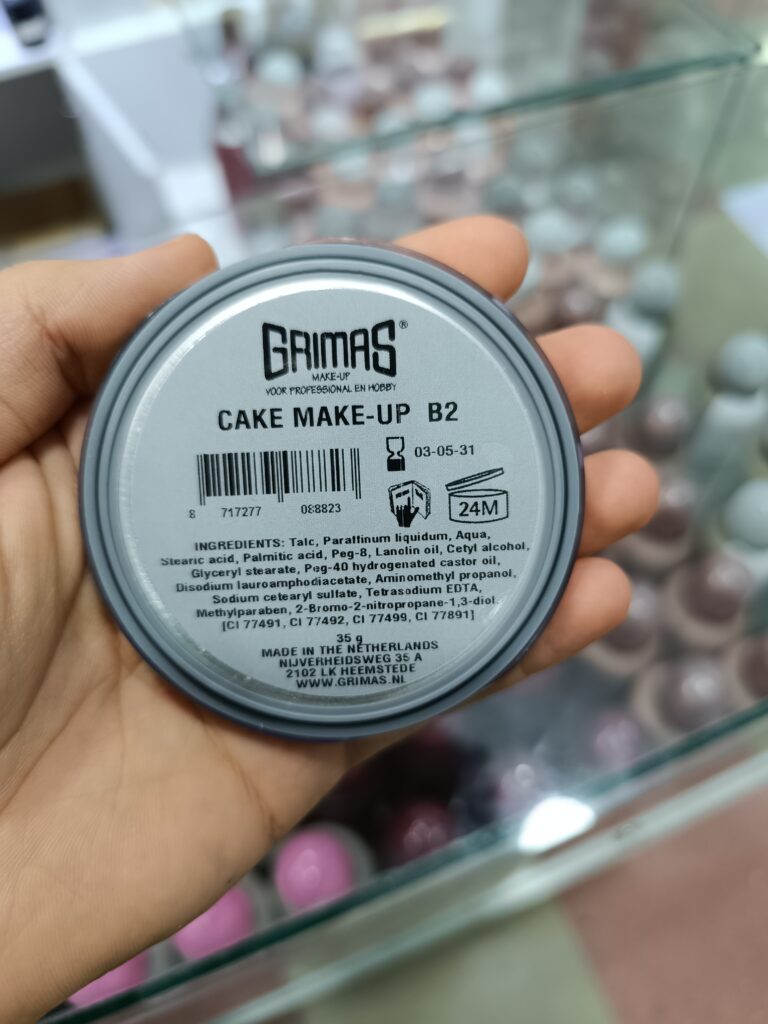 GRIMAS®
MAKE-UP
VOOR PROFESSIONAL EN HOBBY
CAKE MAKE-UP B2
03-05-31
8 717277 088823
24M
INGREDIENTS: Talc, Paraffinum liquidum, Aqua,
Stearic acid, Palmitic acid, Peg-8, Lanolin oil, Cetyl alcohol,
Glyceryl stearate, Peg-40 hydrogenated castor oil,
Disodium lauroamphodiacetate, Aminomethyl propanol,
Sodium cetearyl sulfate, Tetrasodium EDTA,
Methylparaben, 2-Bromo-2-nitropropane-1,3-diol.
[CI 77491, CI 77492, CI 77499, CI 77891]
35 g
MADE IN THE NETHERLANDS
NIJVERHEIDSWEG 35 A
2102 LK HEEMSTEDE
WWW.GRIMAS.NL